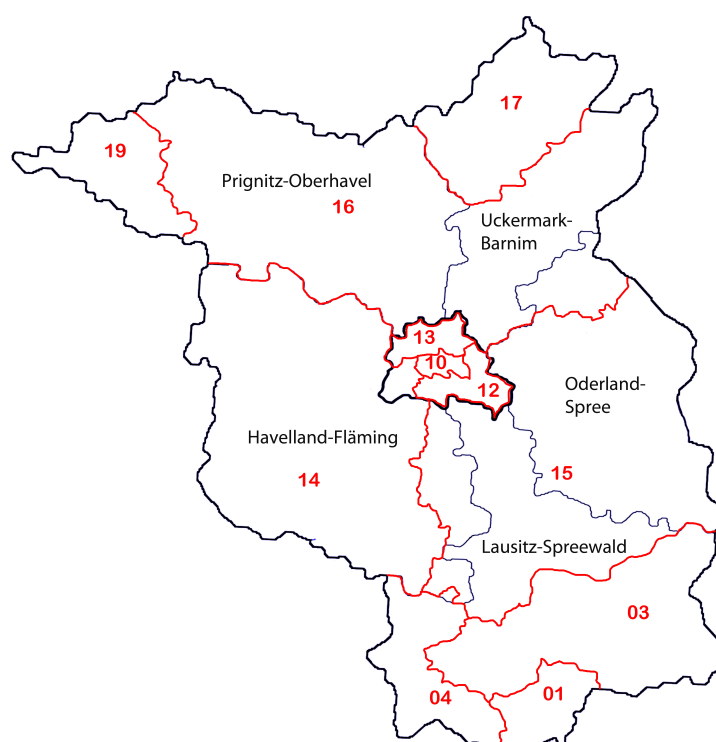 17
19
Prignitz-Oberhavel
16
Uckermark-
Barnim
13
10
12
Oderland-
Spree
Havelland-Fläming
14
15
Lausitz-Spreewald
03
04
01